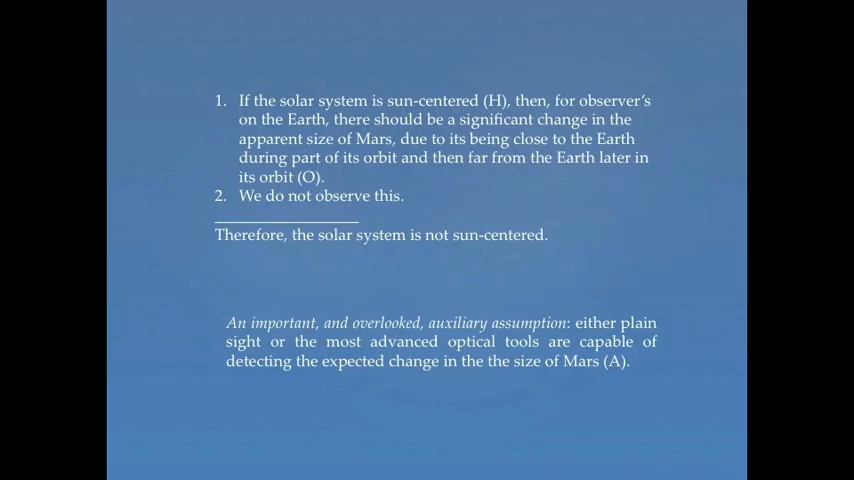 1. If the solar system is sun-centered (H), then, for observer's
on the Earth, there should be a significant change in the
apparent size of Mars, due to its being close to the Earth
during part of its orbit and then far from the Earth later in
its orbit (O).
2. We do not observe this.
Therefore, the solar system is not sun-centered.
An important, and overlooked, auxiliary assumption: either plain
sight or the most advanced optical tools are capable of
detecting the expected change in the the size of Mars (A).